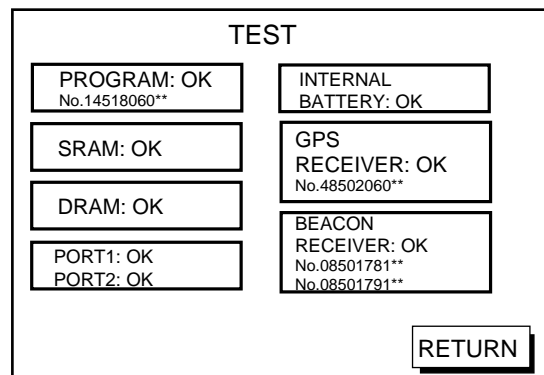 TEST
PROGRAM: OK
No.14518060**
SRAM: OK
DRAM: OK
PORT1: OK
PORT2: OK
INTERNAL
BATTERY: OK
GPS
RECEIVER: OK
No.48502060**
BEACON
RECEIVER: OK
No.08501781**
No.08501791**
RETURN